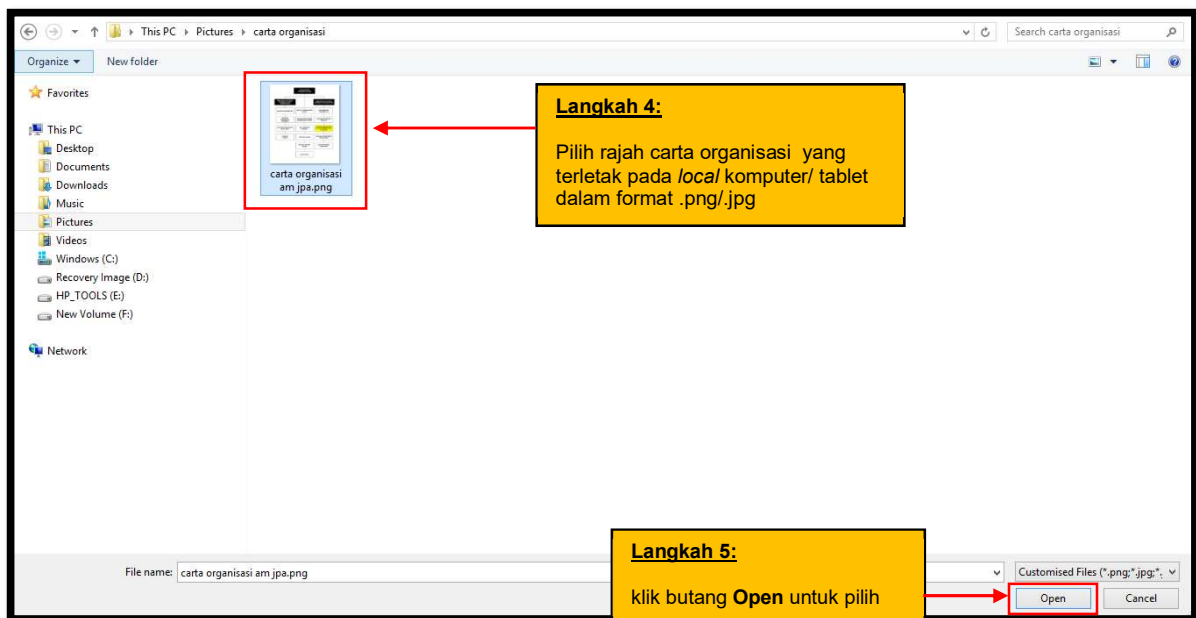 This PC Pictures carta organisasi
Search carta organisasi
Organize New folder
Favorites
This PC
Desktop
Documents
Downloads
Music
Pictures
Videos
Windows (C:)
Recovery Image (D:)
HP_TOOLS (E:)
New Volume (F:)
Network
carta organisasi
am jpa.png
Langkah 4:
Pilih rajah carta organisasi yang
terletak pada local komputer/ tablet
dalam format .png/.jpg
Langkah 5:
klik butang Open untuk pilih
File name: carta organisasi am jpa.png
Customised Files (*.png;*.jpg;*.
Open Cancel